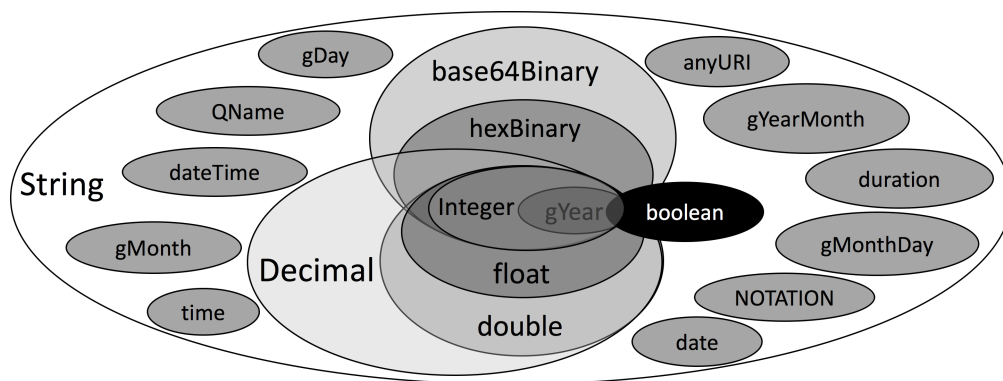 gDay
base64Binary
anyURI
QName
hexBinary
gYearMonth
dateTime
String
duration
Integer
gYear
boolean
gMonth
gMonthDay
Decimal
float
NOTATION
time
double
date